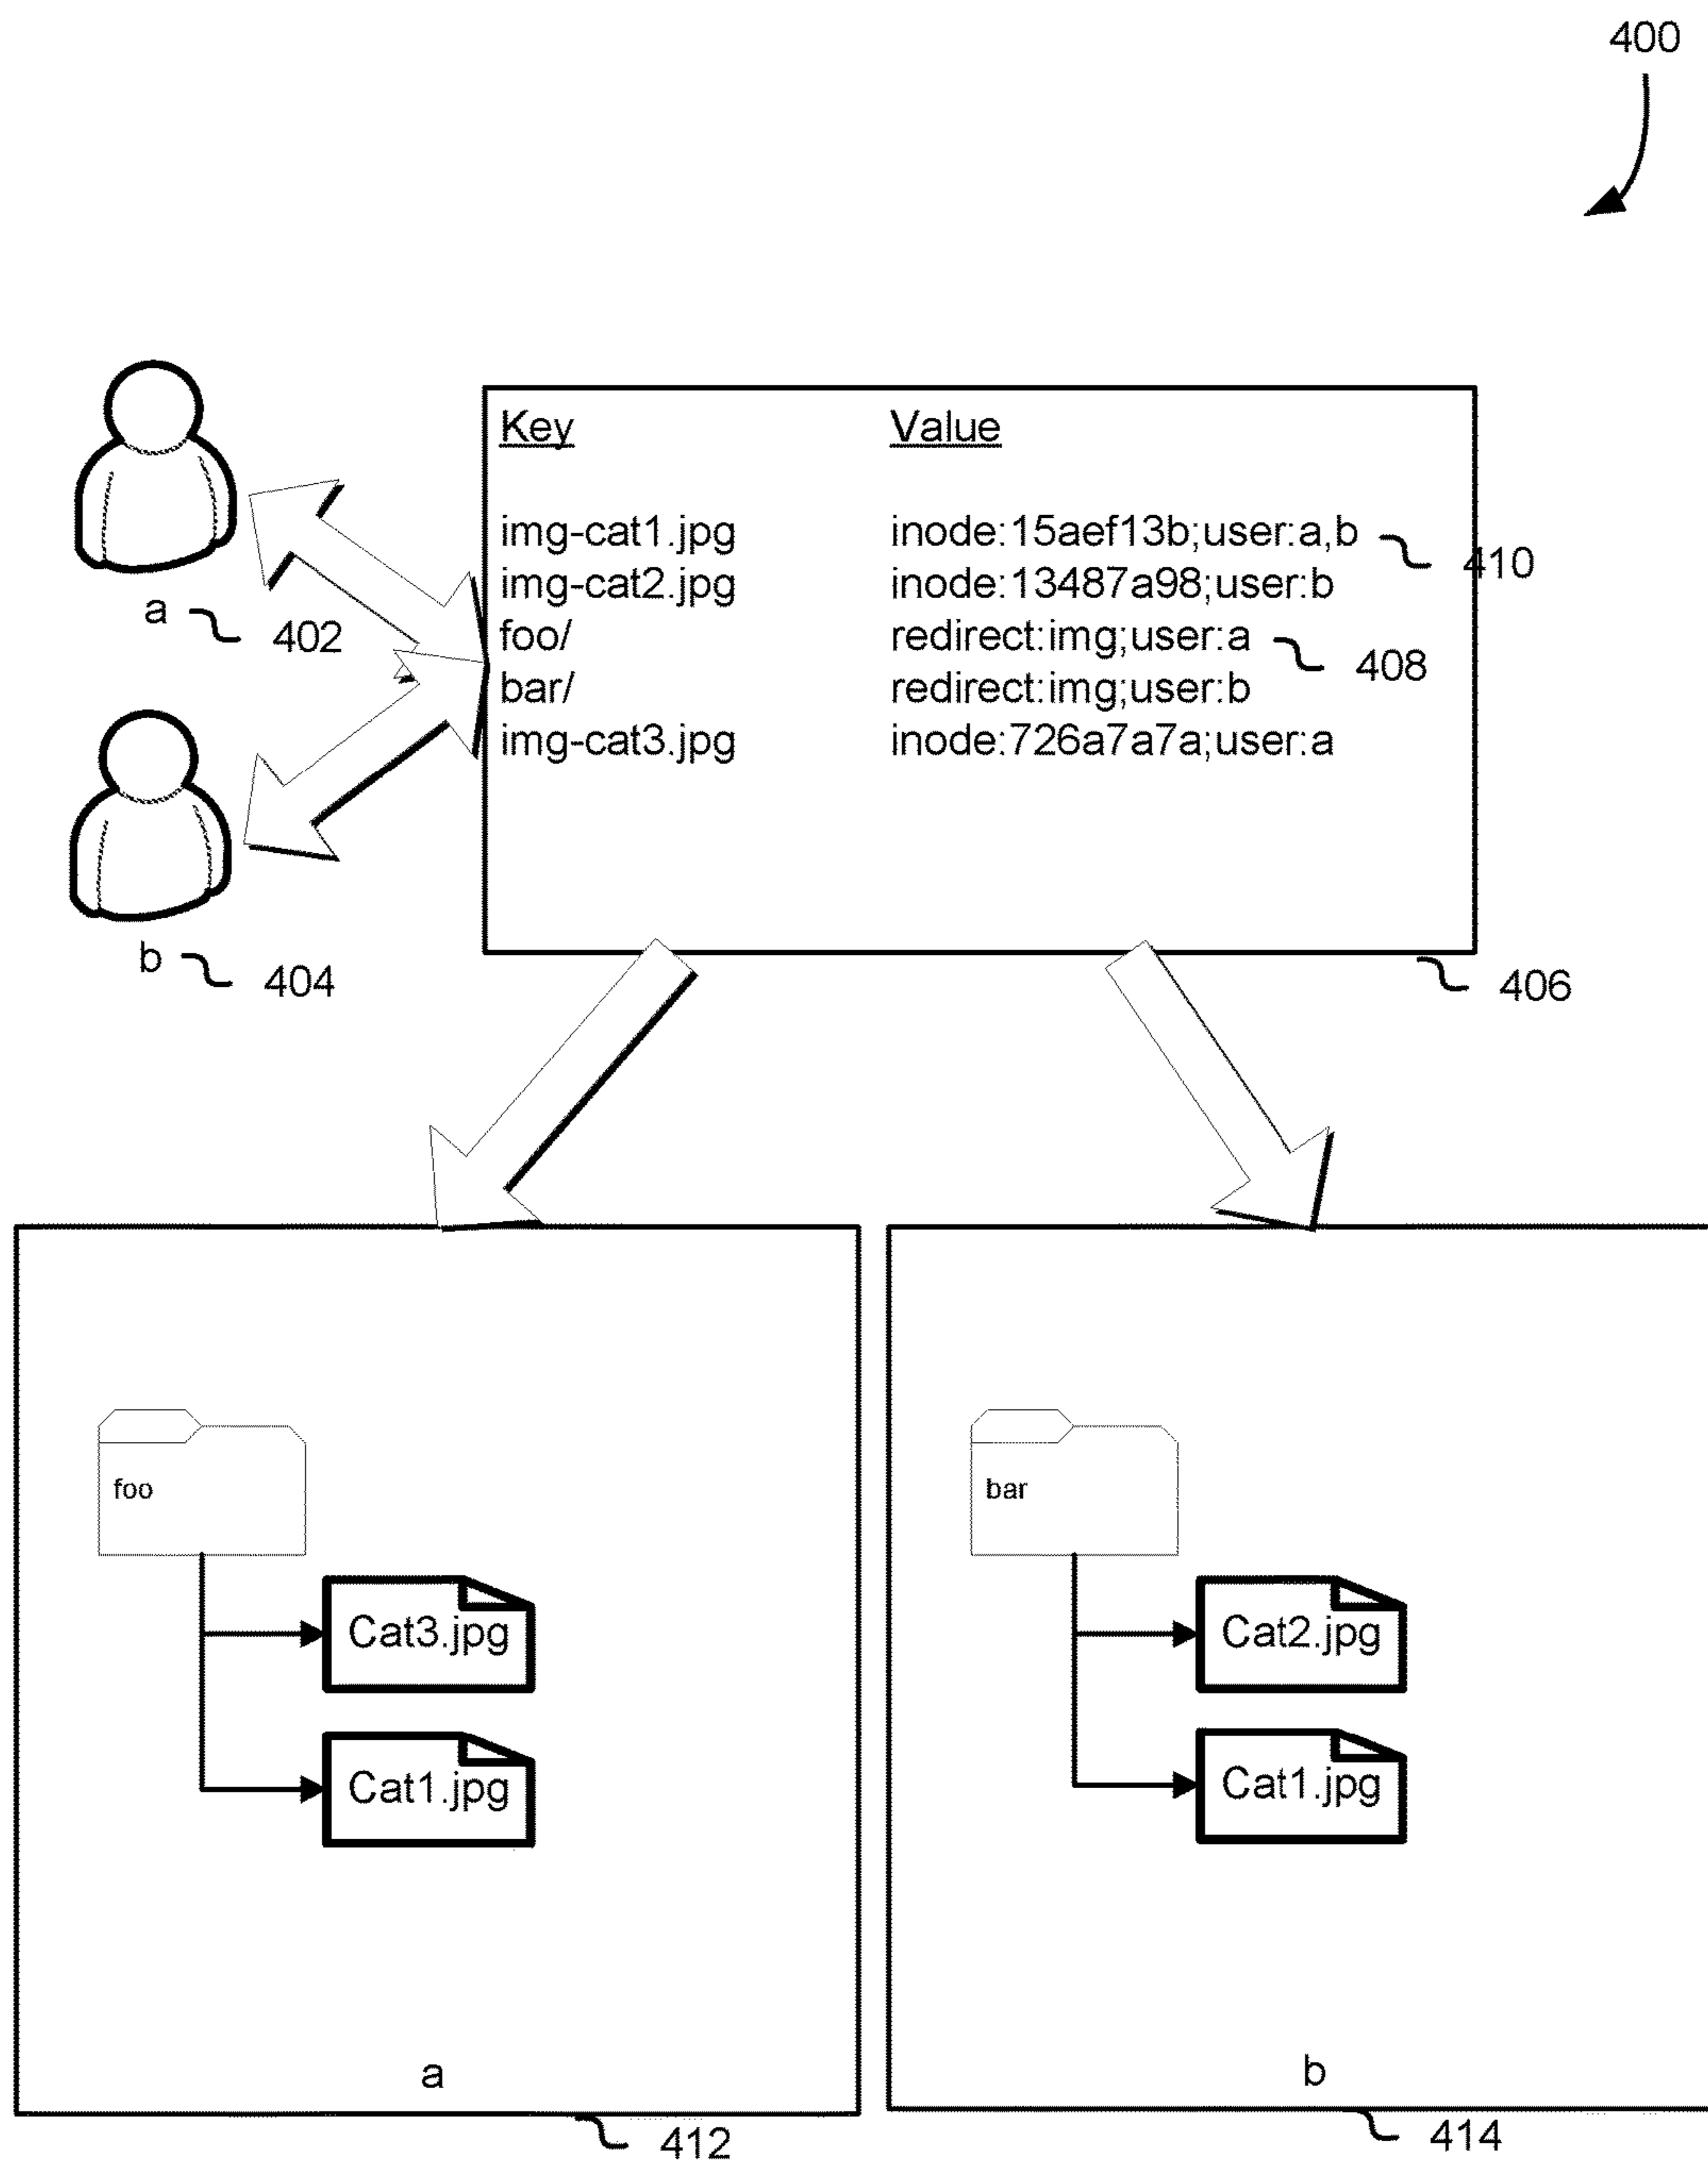 400
Key Value
img-cat1.jpg inode:15aef13b;user:a,b 410
img-cat2.jpg inode:13487a98;user:b
foo/ redirect:img;user:a 408
bar/ redirect:img;user:b
img-cat3.jpg inode:726a7a7a;user:a
a 402
b 404
406
foo
Cat3.jpg
Cat1.jpg
a
412
bar
Cat2.jpg
Cat1.jpg
b
414